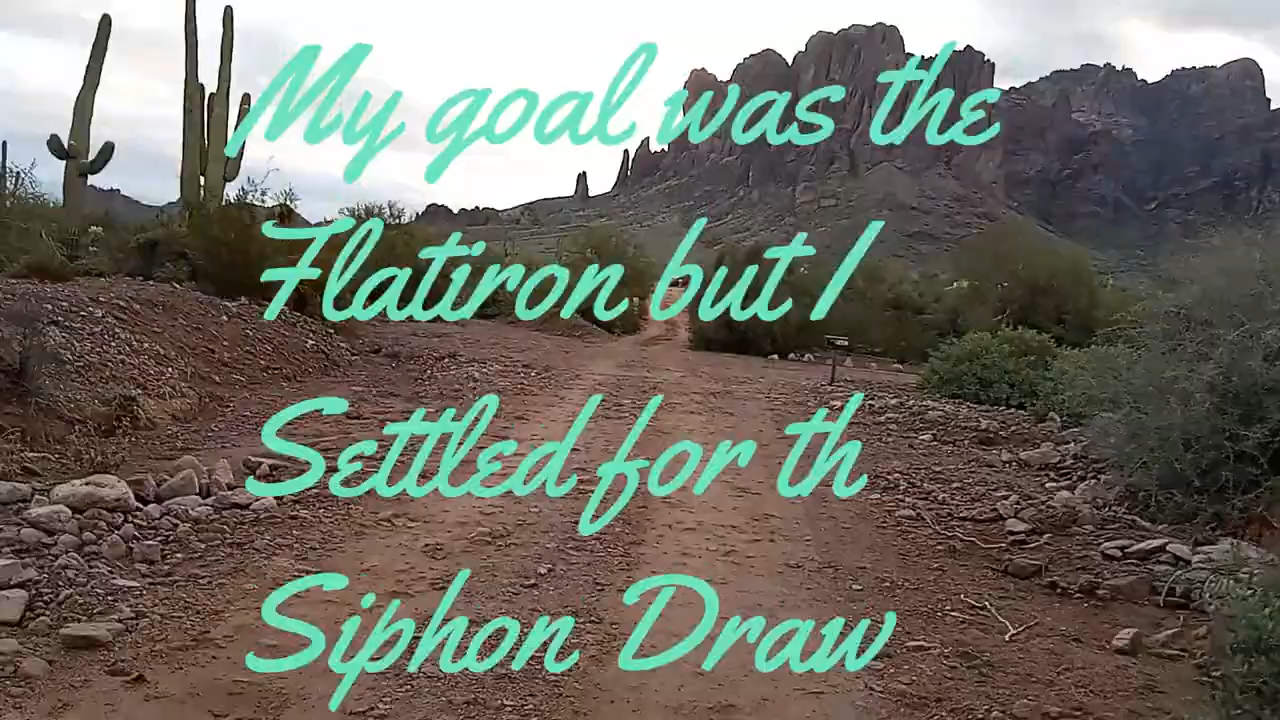 My goal was the
Flatiron but I
Settled for th
Siphon Draw